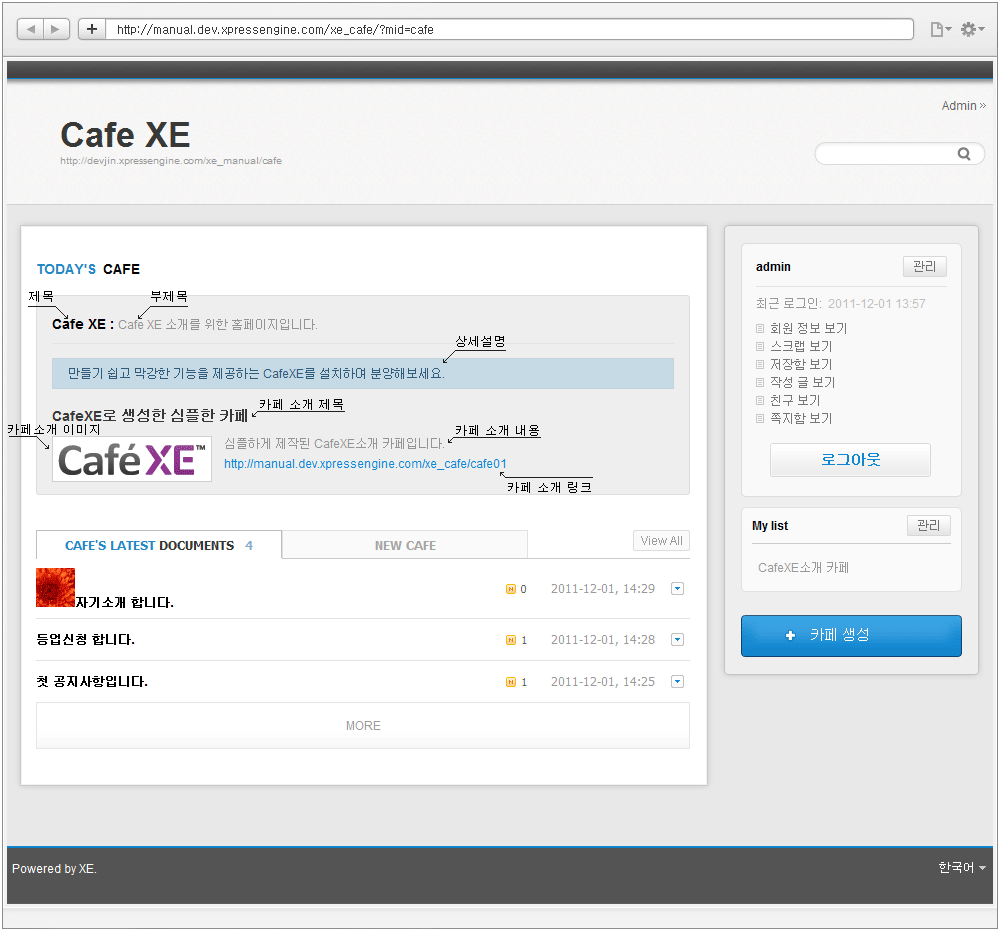 http://manual.dev.xpressengine.com/xe_cafe/?mid=cafe
Admin »
Cafe XE
http://devjin.xpressengine.com/xe_manual/cafe
TODAY'S CAFE
제목
부제목
Cafe XE : Cafe XE 소개를 위한 홈페이지입니다.
상세설명
만들기 쉽고 막강한 기능을 제공하는 CafeXE를 설치하며 분양해보세요.
카페 소개 제목
CafeXE로 생성한 심플한 카페
카페소개 이미지
카페 소개 내용
Café XE™
심플하게 제작된 CafeXE소개 카페입니다.
http://manual.dev.xpressengine.com/xe_cafe/cafe01
카페 소개 링크
CAFE'S LATEST DOCUMENTS 4
NEW CAFE
View All
자기소개 합니다. N 0 2011-12-01, 14:29
등업신청 합니다. N 1 2011-12-01, 14:28
첫 공지사항입니다. N 1 2011-12-01, 14:25
MORE
admin 관리
최근 로그인: 2011-12-01 13:57
회원 정보 보기
스크랩 보기
저장함 보기
작성 글 보기
친구 보기
쪽지함 보기
로그아웃
My list 관리
CafeXE소개 카페
+ 카페 생성
Powered by XE.
한국어